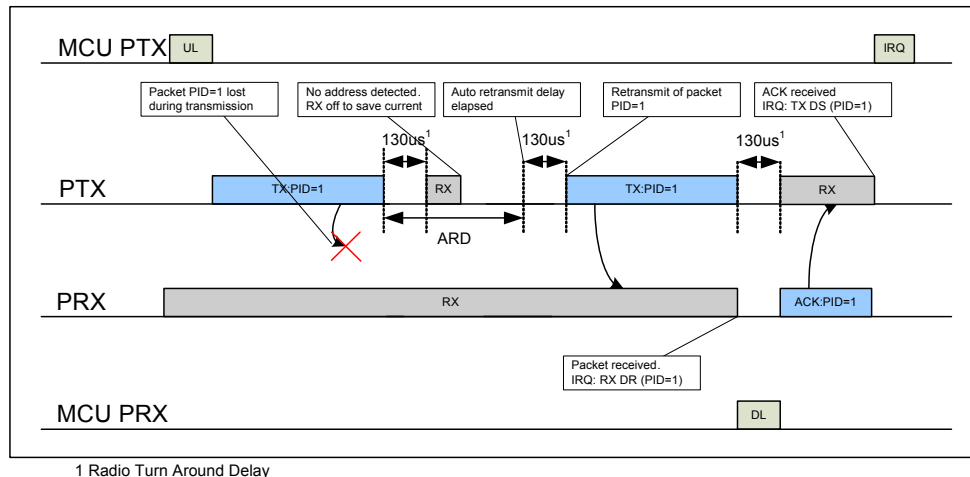 MCU PTX
UL
IRQ
Packet PID=1 lost
during transmission
No address detected.
RX off to save current
Auto retransmit delay
elapsed
Retransmit of packet
PID=1
ACK received
IRQ: TX DS (PID=1)
130us1
130us1
130us1
PTX
TX:PID=1
RX
TX:PID=1
RX
ARD
PRX
RX
ACK:PID=1
Packet received.
IRQ: RX DR (PID=1)
MCU PRX
DL
1 Radio Turn Around Delay